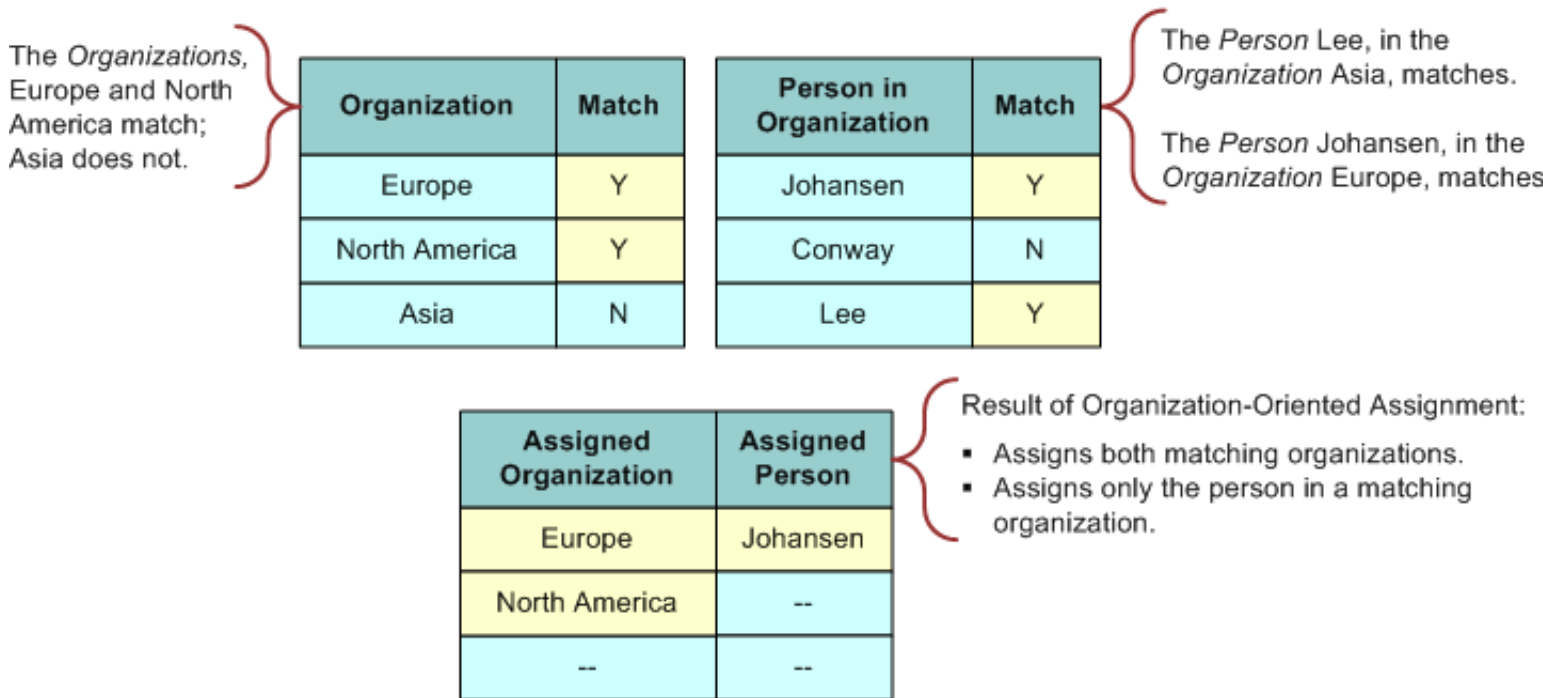 The Organizations,
Europe and North
America match;
Asia does not.
Organization Match
Europe Y
North America Y
Asia N
Person in
Organization
Match
Johansen Y
Conway N
Lee Y
The Person Lee, in the
Organization Asia, matches.
The Person Johansen, in the
Organization Europe, matches
Assigned
Organization
Assigned
Person
Europe Johansen
North America --
-- --
Result of Organization-Oriented Assignment:
▪ Assigns both matching organizations.
▪ Assigns only the person in a matching
organization.